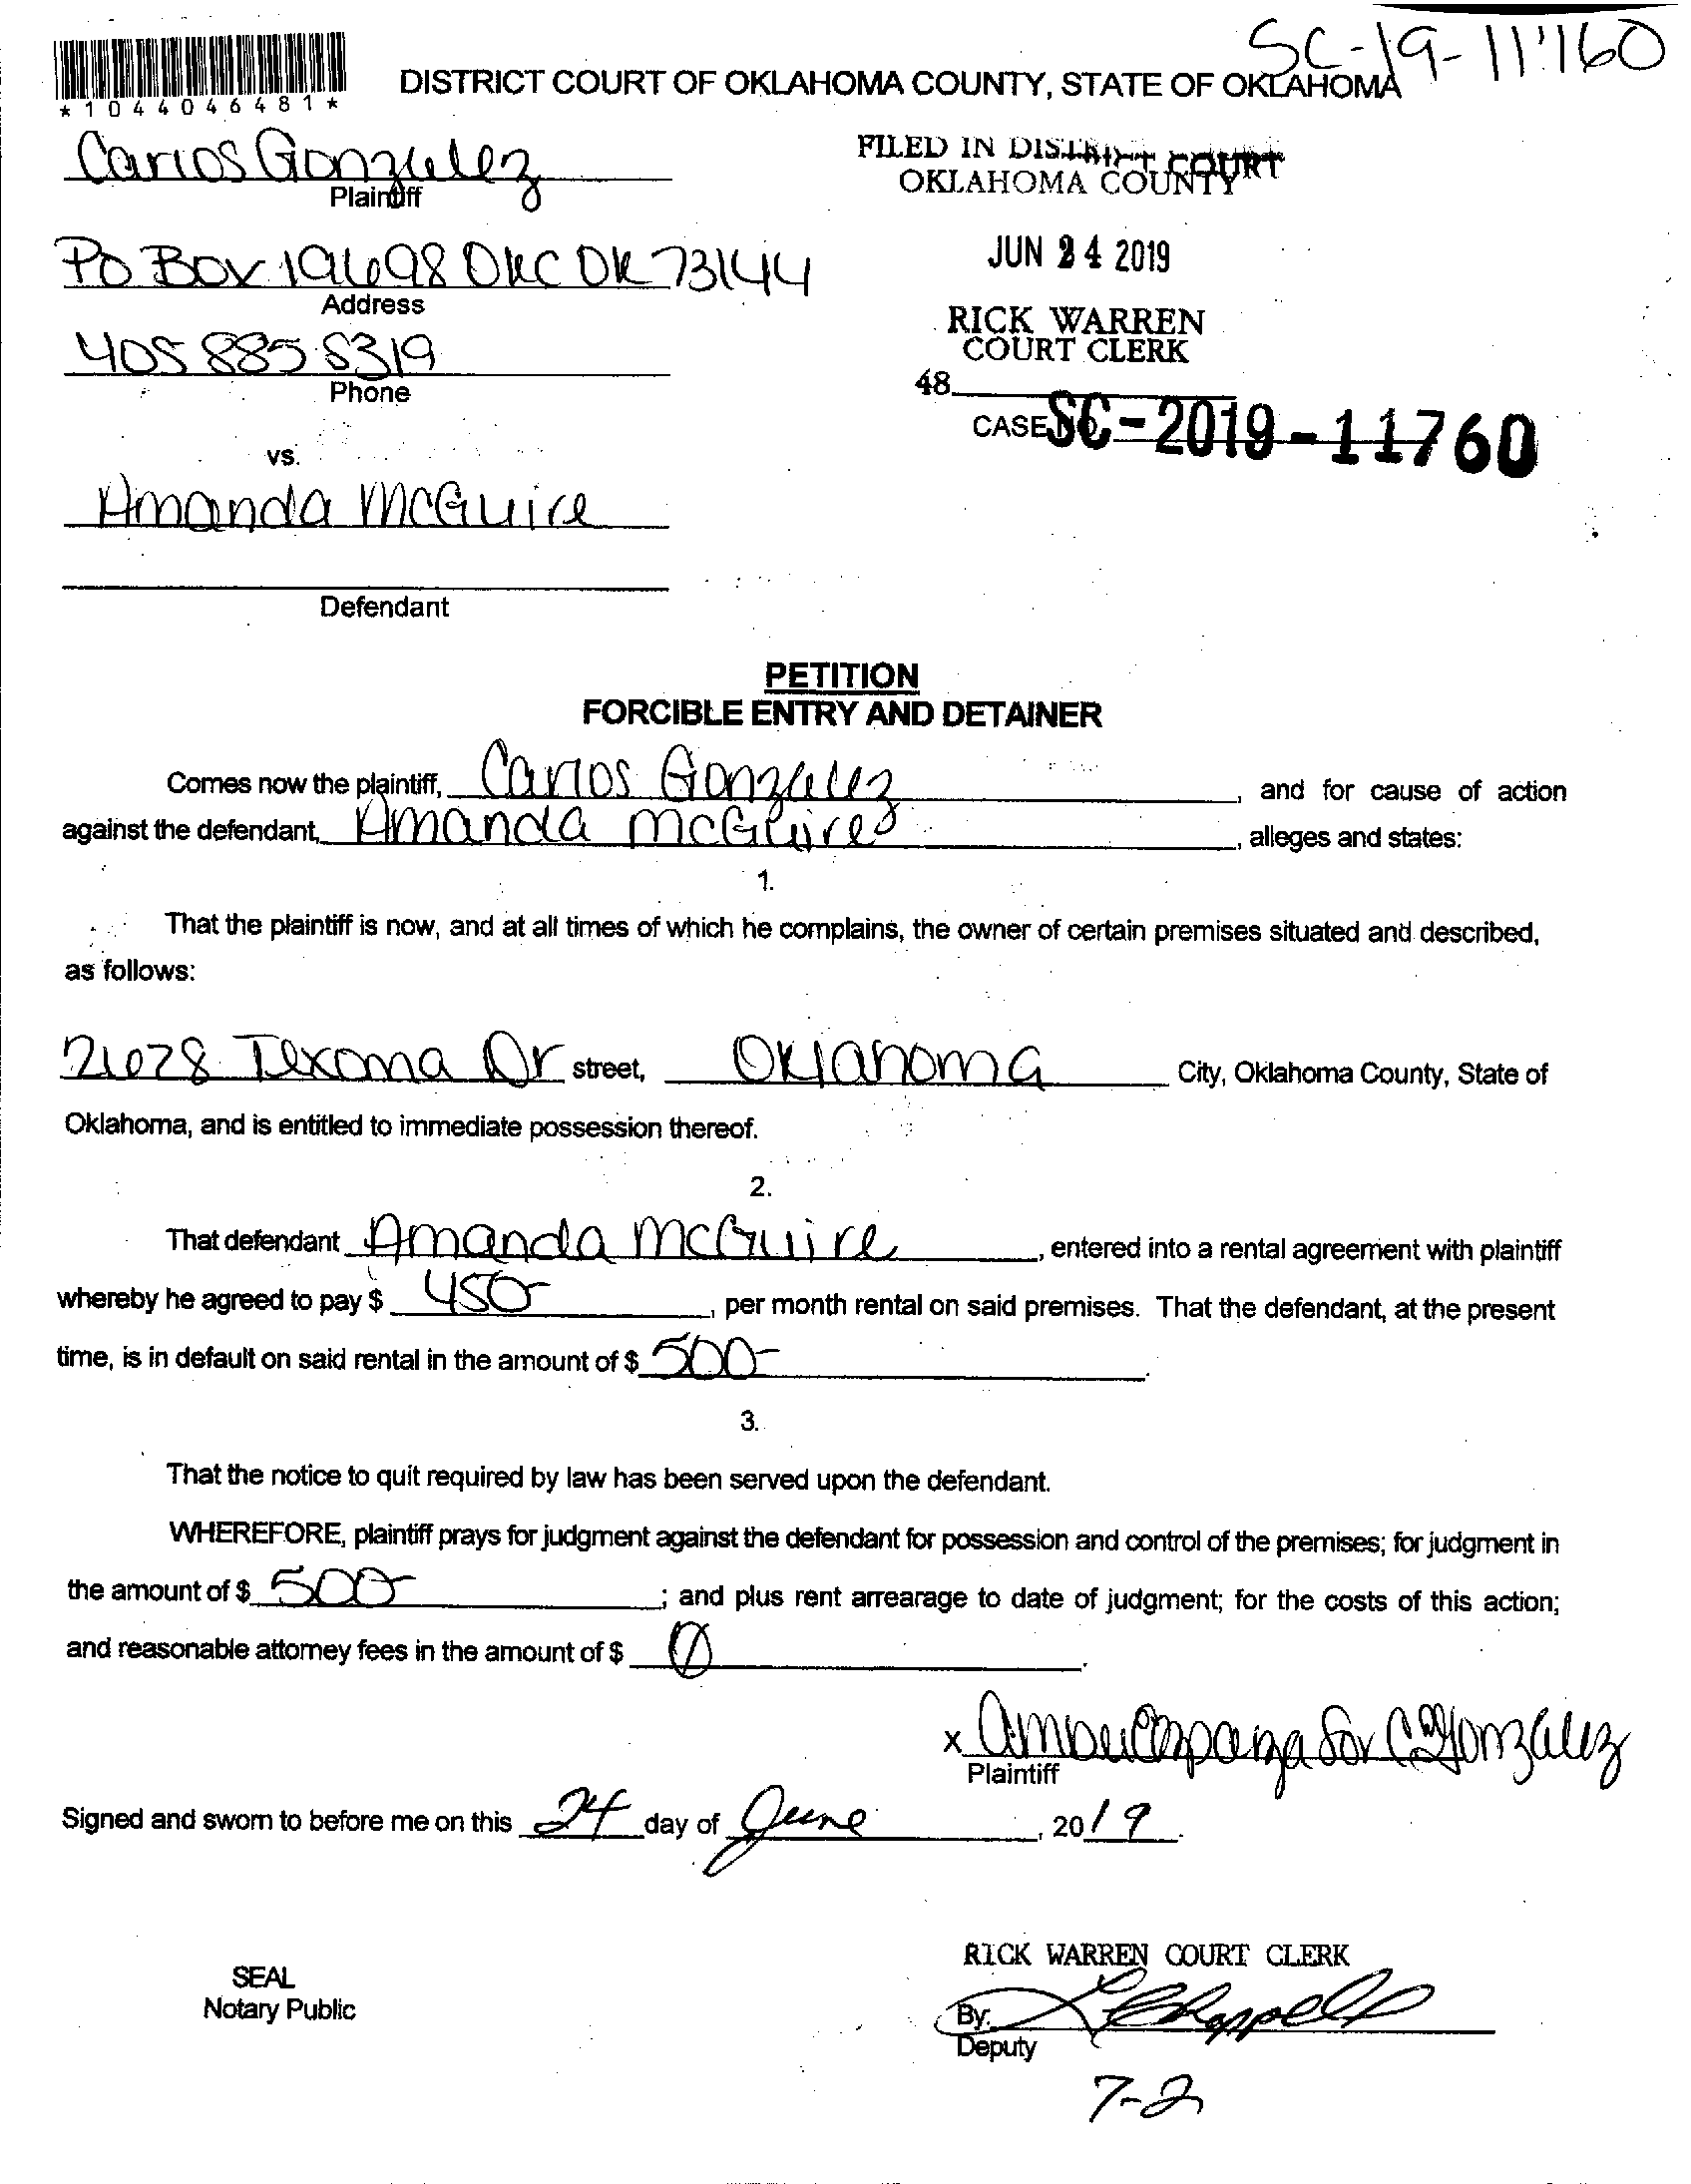 SC-19-11760
*1044046481*
DISTRICT COURT OF OKLAHOMA COUNTY, STATE OF OKLAHOMA
Carlos Gonzalez
Plaintiff
FILED IN DISTRICT COURT
OKLAHOMA COUNTY
PO Box 19698 OKC OK 73144
Address
JUN 24 2019
405 885 8319
Phone
RICK WARREN
COURT CLERK
48
CASE NO. SC-2019-11760
vs.
Amanda McGuire
Defendant
PETITION
FORCIBLE ENTRY AND DETAINER
Comes now the plaintiff, Carlos Gonzalez, and for cause of action
against the defendant, Amanda McGuire, alleges and states:
1.
That the plaintiff is now, and at all times of which he complains, the owner of certain premises situated and described,
as follows:
2628 Texoma Dr street, Oklahoma City, Oklahoma County, State of
Oklahoma, and is entitled to immediate possession thereof.
2.
That defendant Amanda McGuire, entered into a rental agreement with plaintiff
whereby he agreed to pay $ 450-, per month rental on said premises. That the defendant, at the present
time, is in default on said rental in the amount of $ 500-.
3.
That the notice to quit required by law has been served upon the defendant.
WHEREFORE, plaintiff prays for judgment against the defendant for possession and control of the premises; for judgment in
the amount of $ 500-; and plus rent arrearage to date of judgment; for the costs of this action;
and reasonable attorney fees in the amount of $ 0.
x for C Gonzalez
Plaintiff
Signed and sworn to before me on this 24 day of June, 2019.
RICK WARREN COURT CLERK
SEAL
Notary Public
By: Chappell
Deputy
7-2